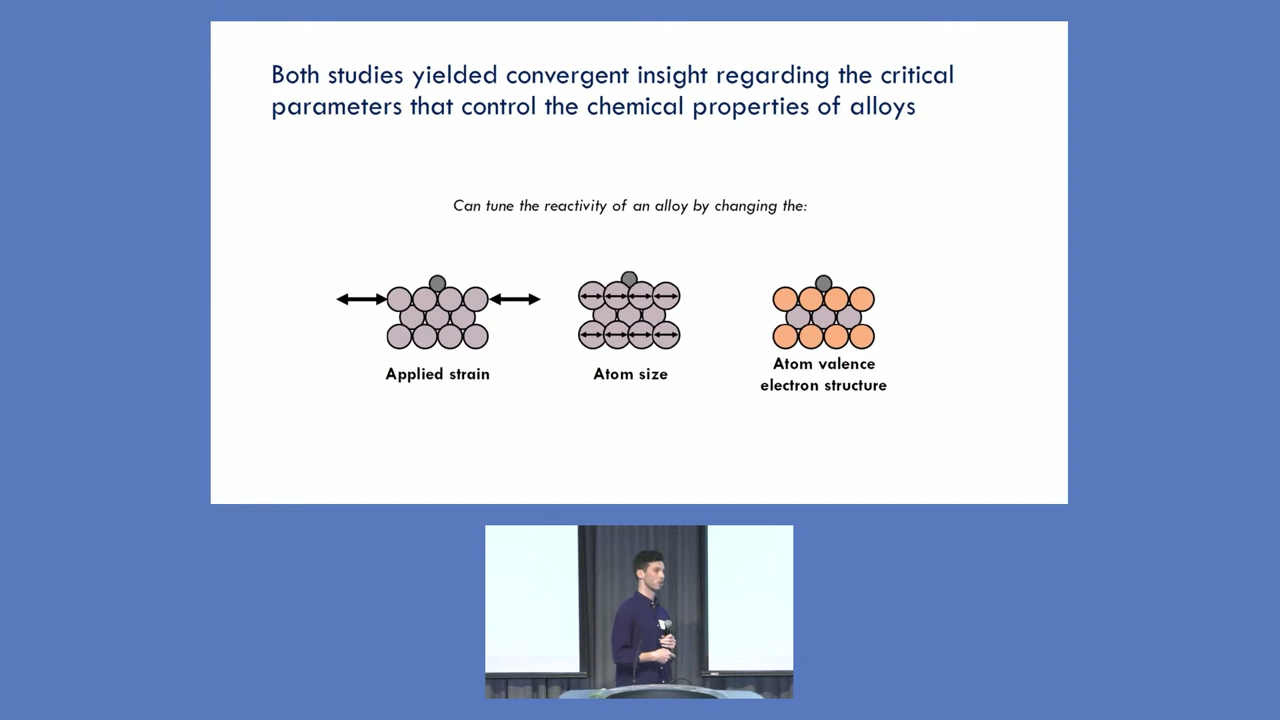 Both studies yielded convergent insight regarding the critical
parameters that control the chemical properties of alloys
Can tune the reactivity of an alloy by changing the:
Applied strain
Atom size
Atom valence
electron structure